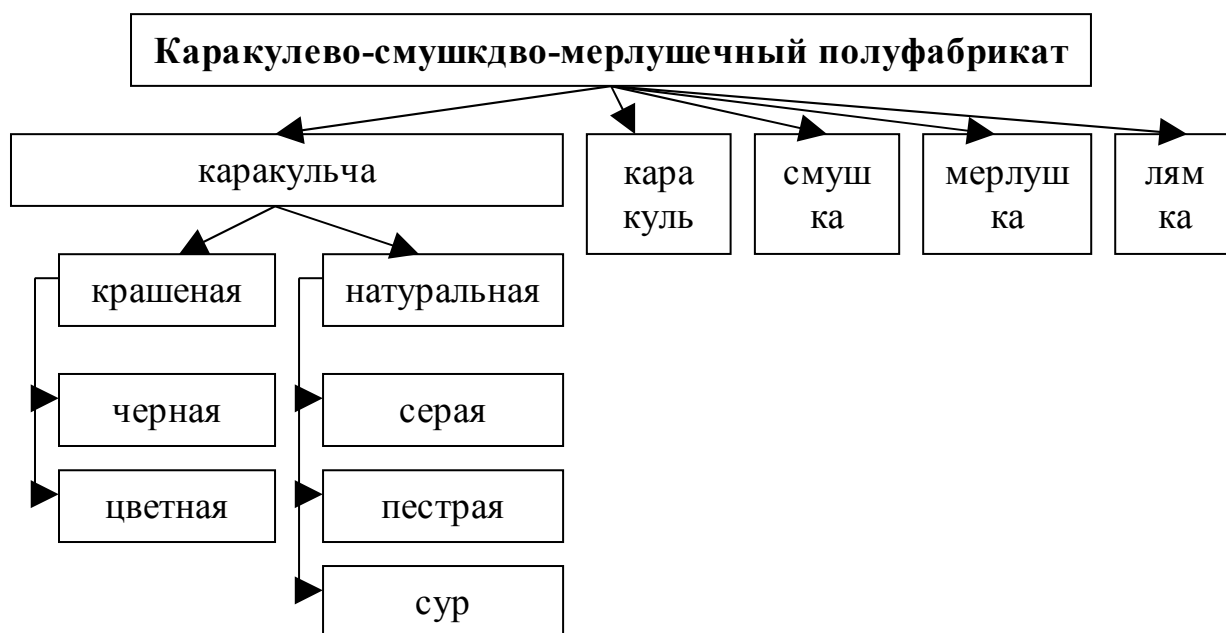 Каракулево-смушкдво-мерлушечный полуфабрикат
каракульча
кара
куль
смуш
ка
мерлуш
ка
лям
ка
крашеная
натуральная
черная
серая
цветная
пестрая
сур